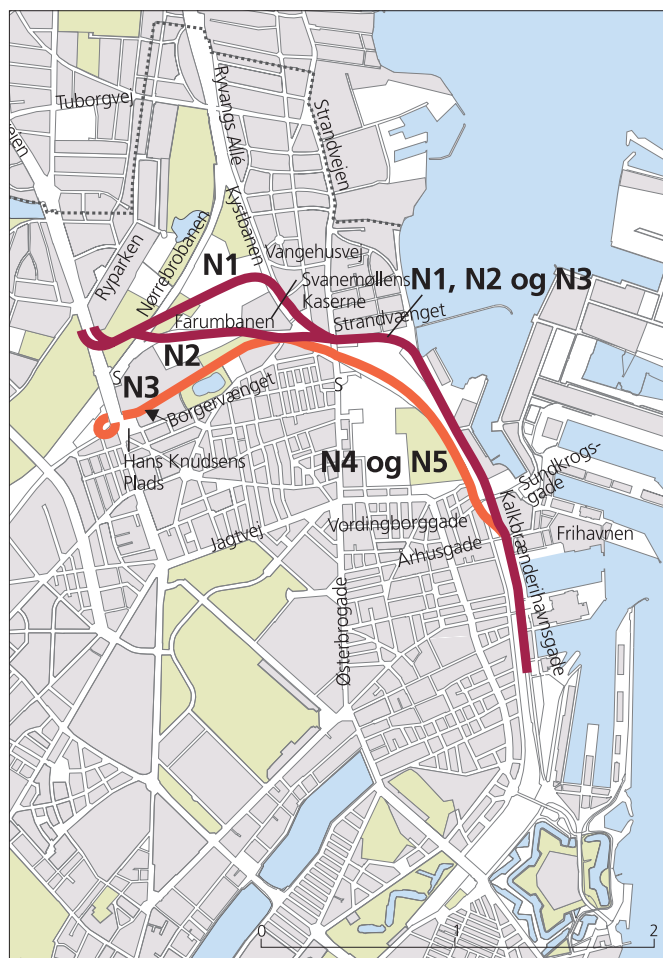 Tuborgvej
Ryvangs Allé
Strandvejen
ejen
Kystbanen
Nørrebrobanen
Ryparken
Vangehusvej
N1
Svanemøllens
Kaserne
N1, N2 og N3
Farumbanen
Strandvænget
N2
S
S
N3
Borgervænget
Hans Knudsens
Plads
N4 og N5
Sundkrogs-
gade
Kalkbrænderihavnsgade
Vordingborggade
Frihavnen
Jagtvej
Århusgade
Østerbrogade
0
1
2